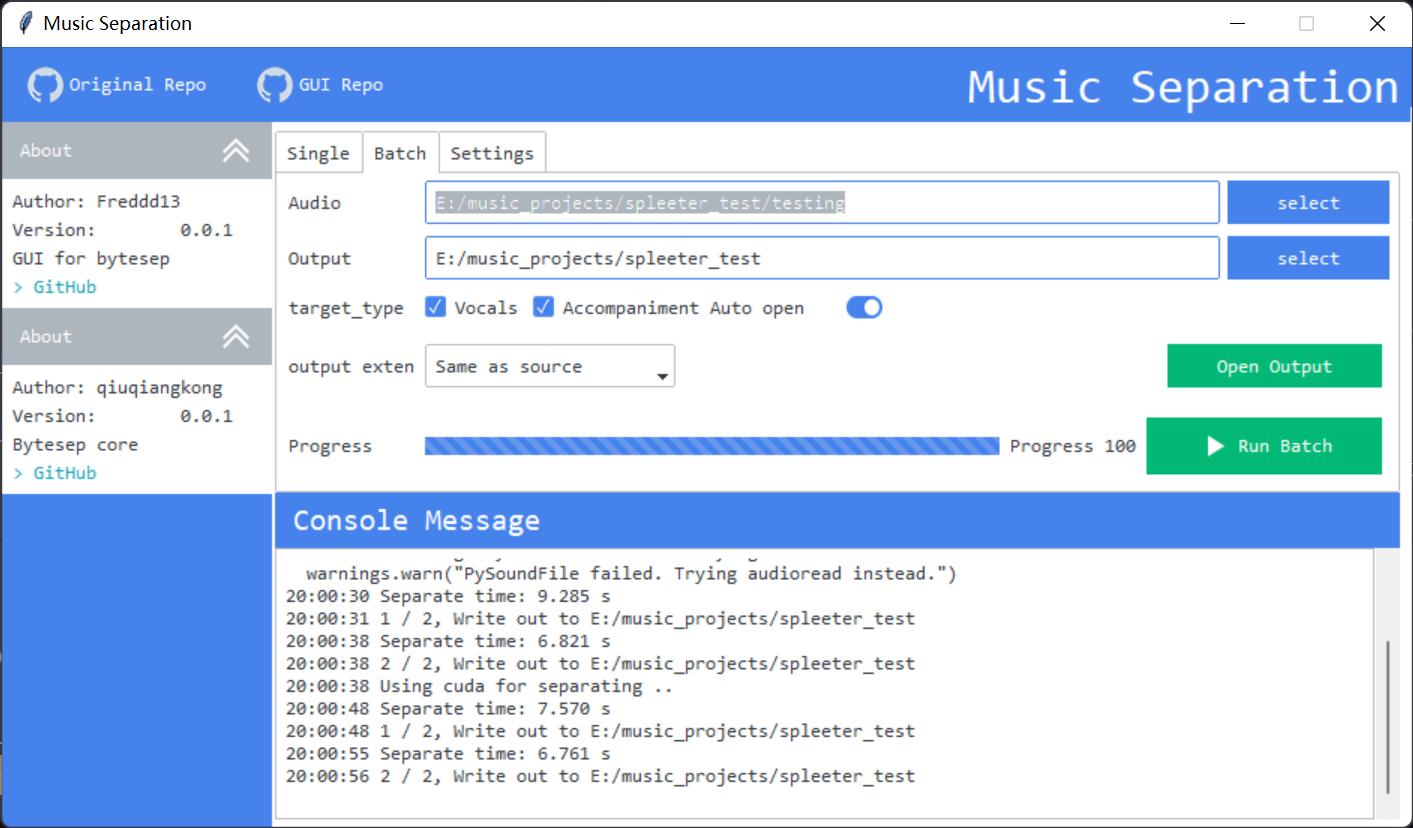 Music Separation
Original Repo GUI Repo Music Separation
About
Author: Freddd13
Version: 0.0.1
GUI for bytesep
> GitHub
About
Author: qiuqiangkong
Version: 0.0.1
Bytesep core
> GitHub
Single Batch Settings
Audio E:/music_projects/spleeter_test/testing select
Output E:/music_projects/spleeter_test select
target_type Vocals Accompaniment Auto open
output exten Same as source Open Output
Progress Progress 100 Run Batch
Console Message
warnings.warn("PySoundFile failed. Trying audioread instead.")
20:00:30 Separate time: 9.285 s
20:00:31 1 / 2, Write out to E:/music_projects/spleeter_test
20:00:38 Separate time: 6.821 s
20:00:38 2 / 2, Write out to E:/music_projects/spleeter_test
20:00:38 Using cuda for separating ..
20:00:48 Separate time: 7.570 s
20:00:48 1 / 2, Write out to E:/music_projects/spleeter_test
20:00:55 Separate time: 6.761 s
20:00:56 2 / 2, Write out to E:/music_projects/spleeter_test